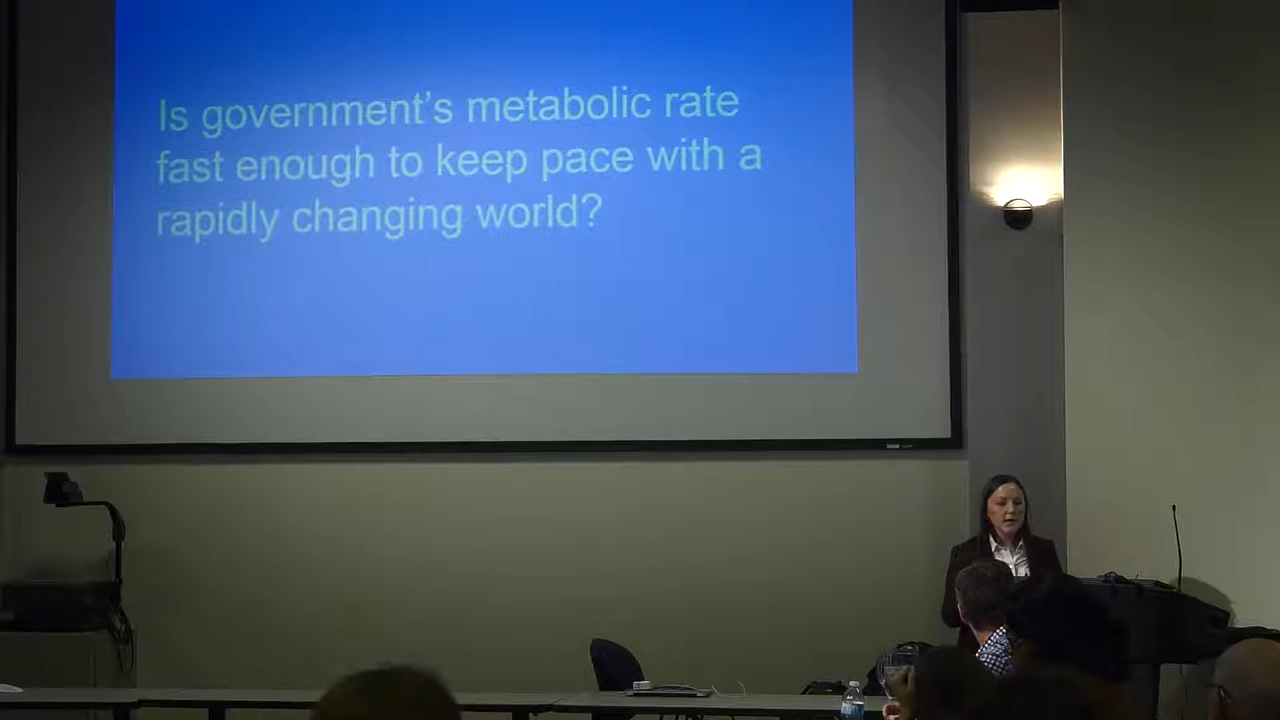 Is government’s metabolic rate
fast enough to keep pace with a
rapidly changing world?